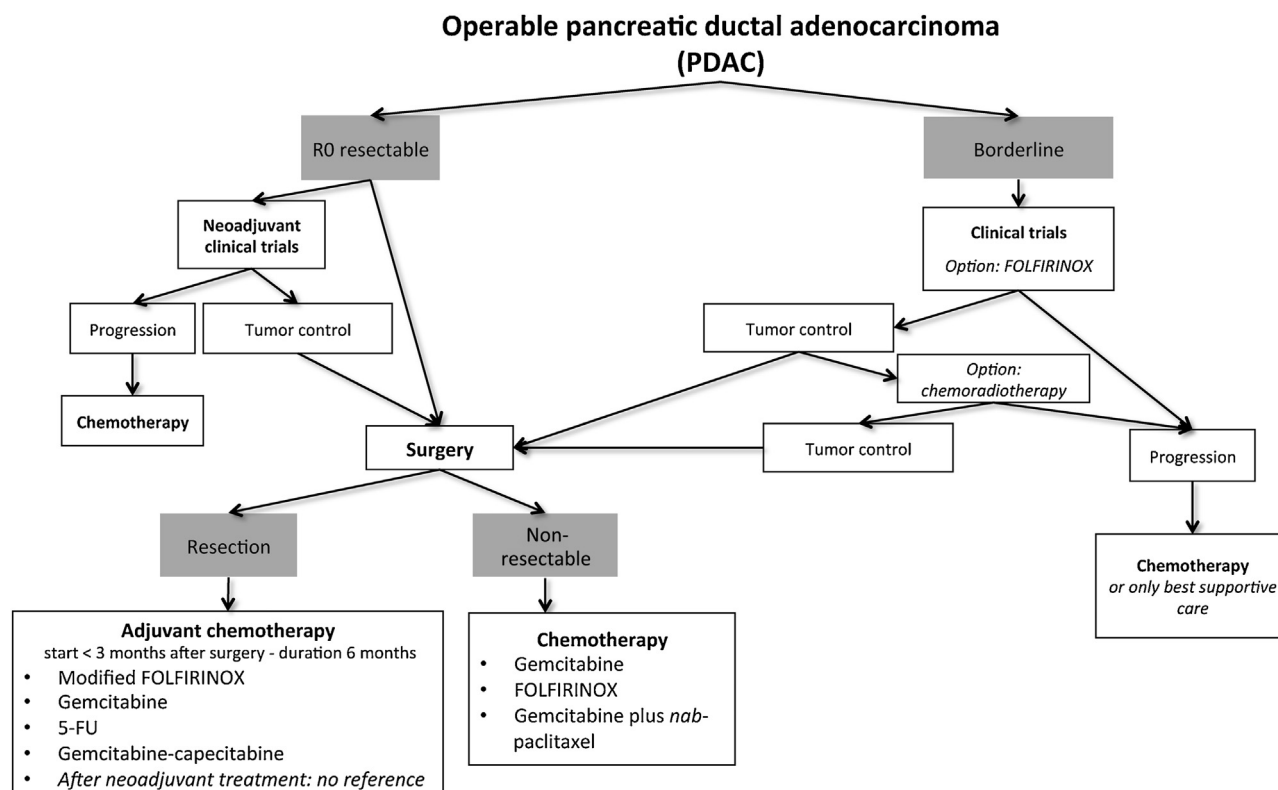 Operable pancreatic ductal adenocarcinoma
(PDAC)
R0 resectable
Borderline
Neoadjuvant
clinical trials
Clinical trials
Option: FOLFIRINOX
Progression
Tumor control
Tumor control
Option:
chemoradiotherapy
Chemotherapy
Surgery
Tumor control
Progression
Resection
Non-
resectable
Chemotherapy
or only best supportive
care
Adjuvant chemotherapy
start < 3 months after surgery - duration 6 months
• Modified FOLFIRINOX
• Gemcitabine
• 5-FU
• Gemcitabine-capecitabine
• After neoadjuvant treatment: no reference
Chemotherapy
• Gemcitabine
• FOLFIRINOX
• Gemcitabine plus nab-
paclitaxel